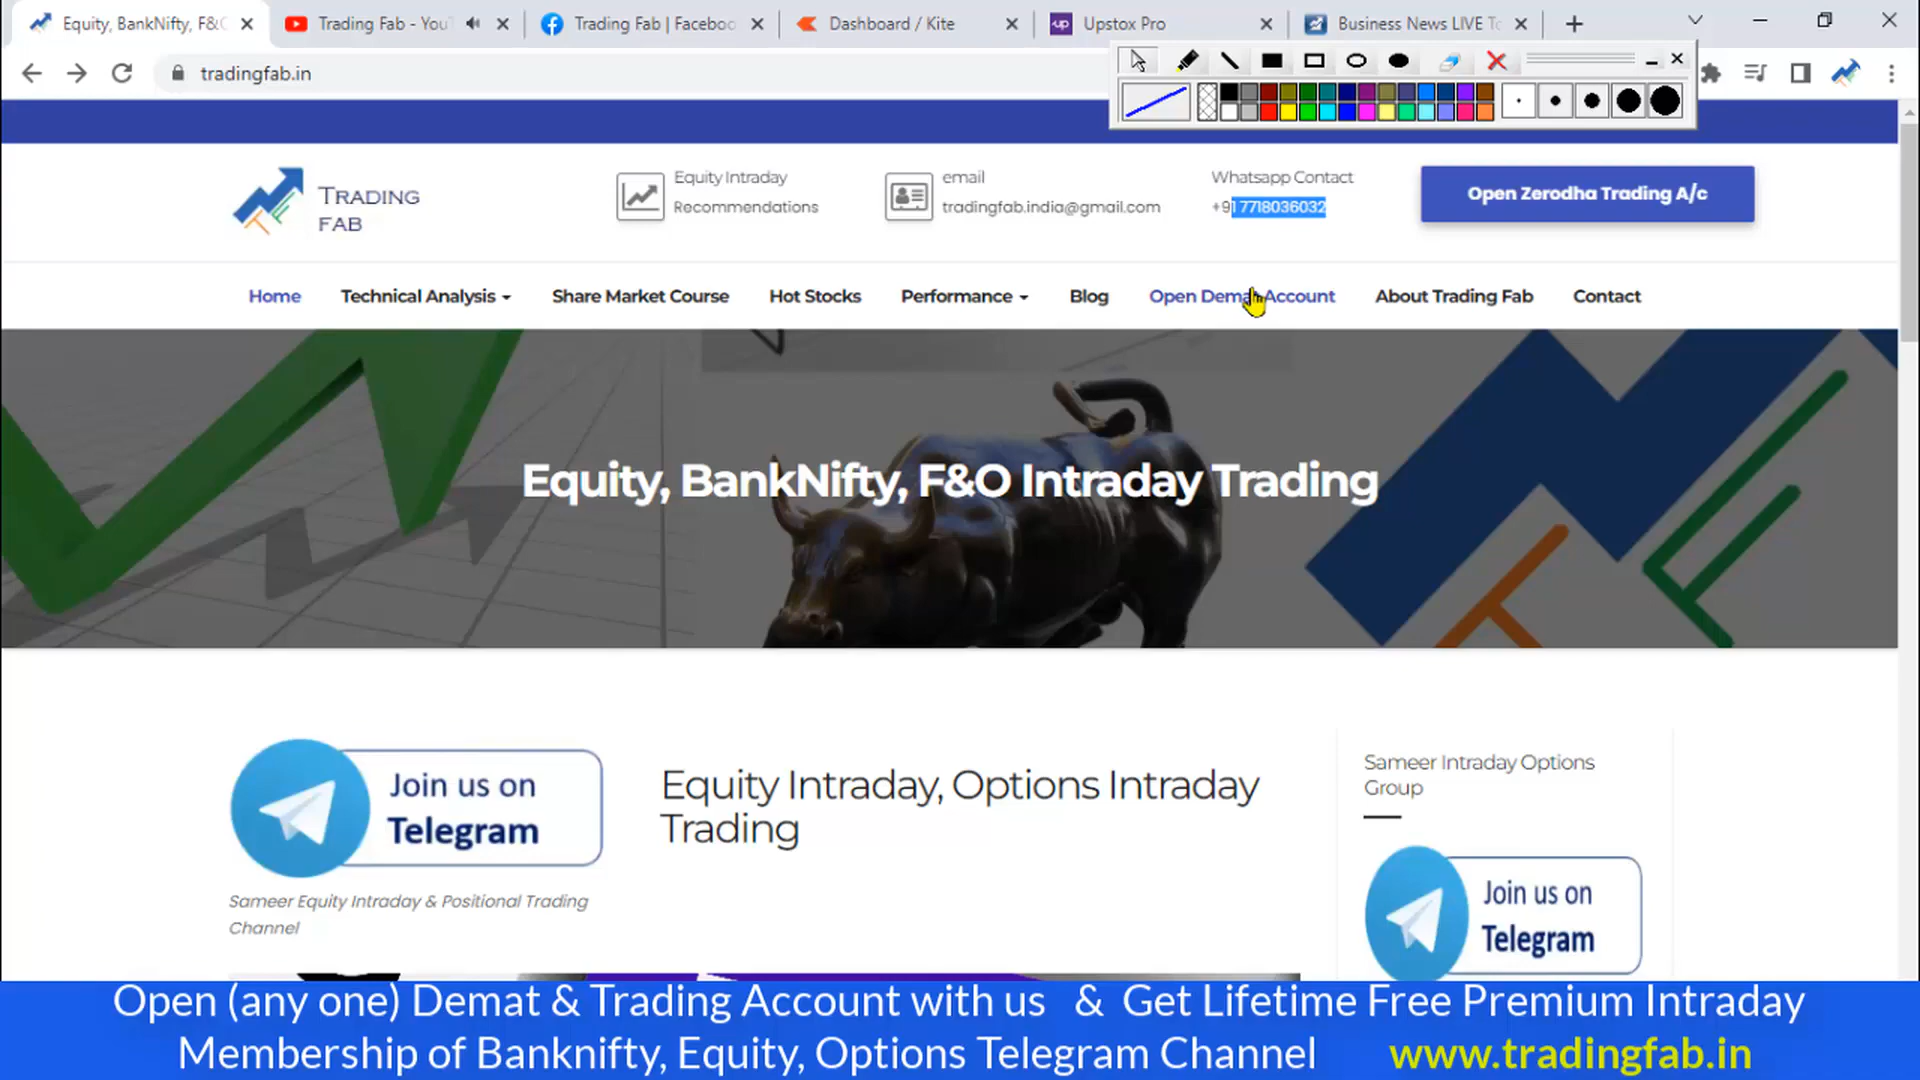 Equity, BankNifty, F&O
Trading Fab - You
Trading Fab | Faceboo
Dashboard / Kite
Upstox Pro
Business News LIVE To
tradingfab.in
TRADING
FAB
Equity Intraday
Recommendations
email
tradingfab.india@gmail.com
Whatsapp Contact
+917718036032
Open Zerodha Trading A/c
Home
Technical Analysis
Share Market Course
Hot Stocks
Performance
Blog
Open Demat Account
About Trading Fab
Contact
Equity, BankNifty, F&O Intraday Trading
Join us on
Telegram
Sameer Equity Intraday & Positional Trading
Channel
Equity Intraday, Options Intraday
Trading
Sameer Intraday Options
Group
Join us on
Telegram
Open (any one) Demat & Trading Account with us & Get Lifetime Free Premium Intraday
Membership of Banknifty, Equity, Options Telegram Channel www.tradingfab.in